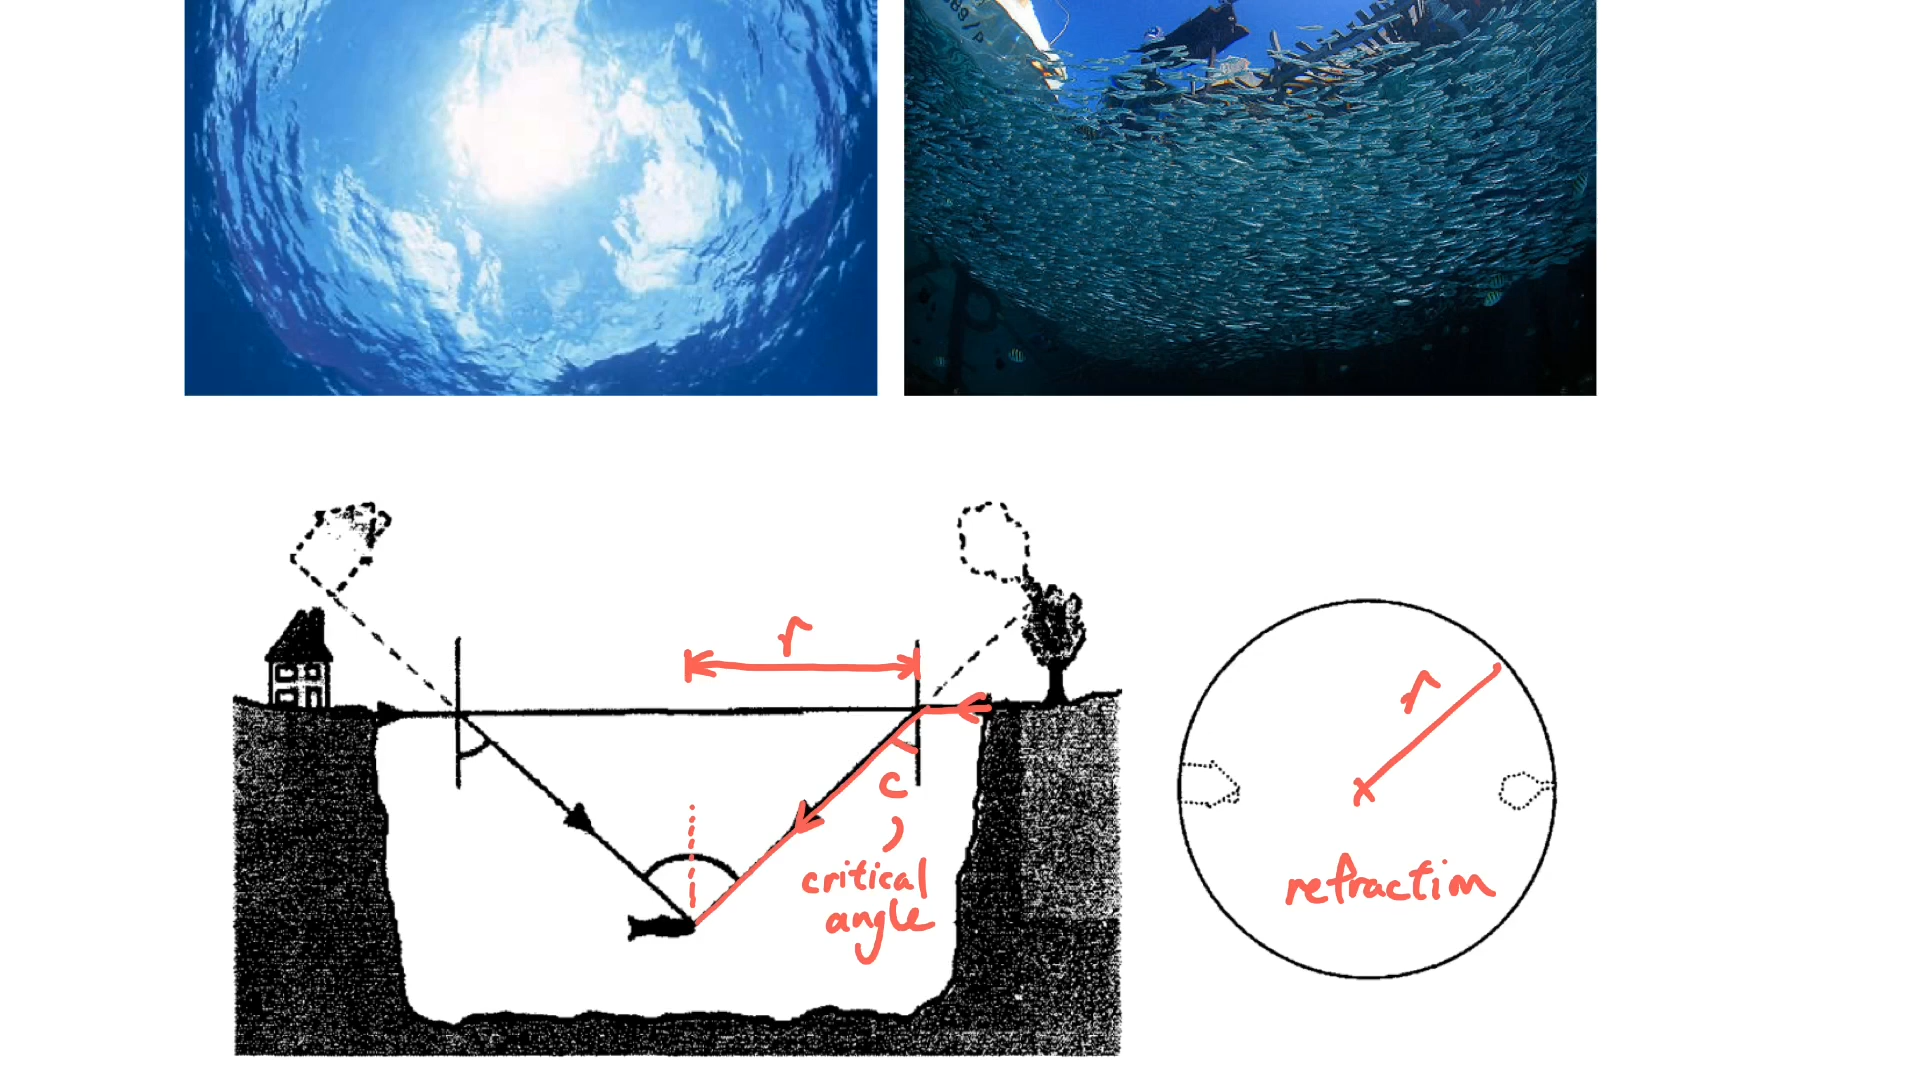 r
c
critical
angle
r
refraction